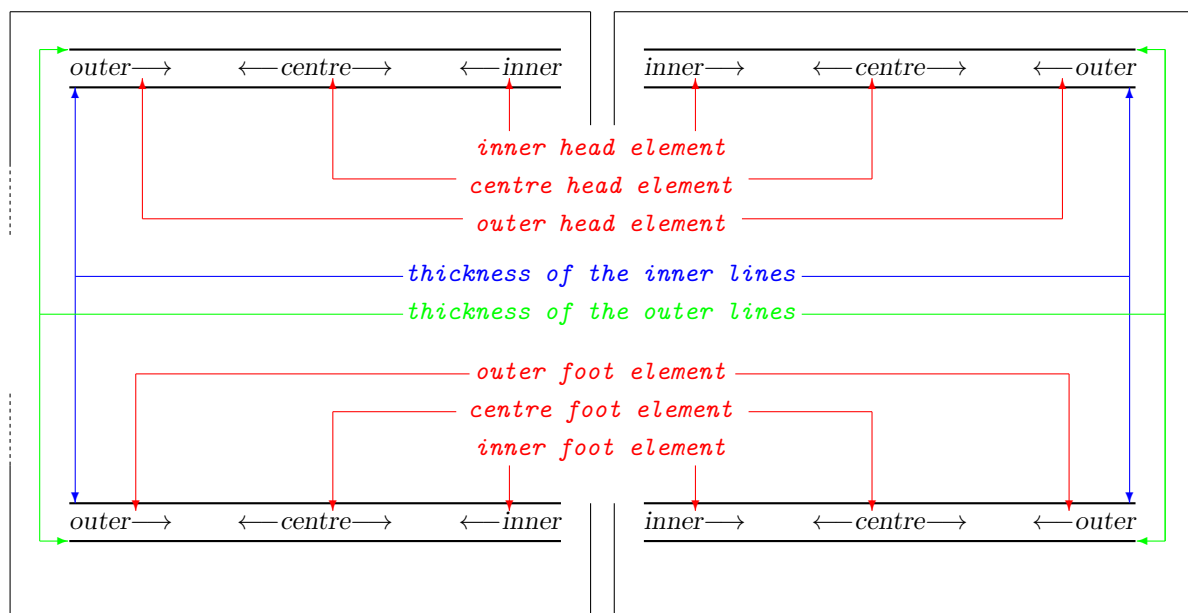 outer centre inner inner centre outer
inner head element
centre head element
outer head element
thickness of the inner lines
thickness of the outer lines
outer foot element
centre foot element
inner foot element
outer centre inner inner centre outer